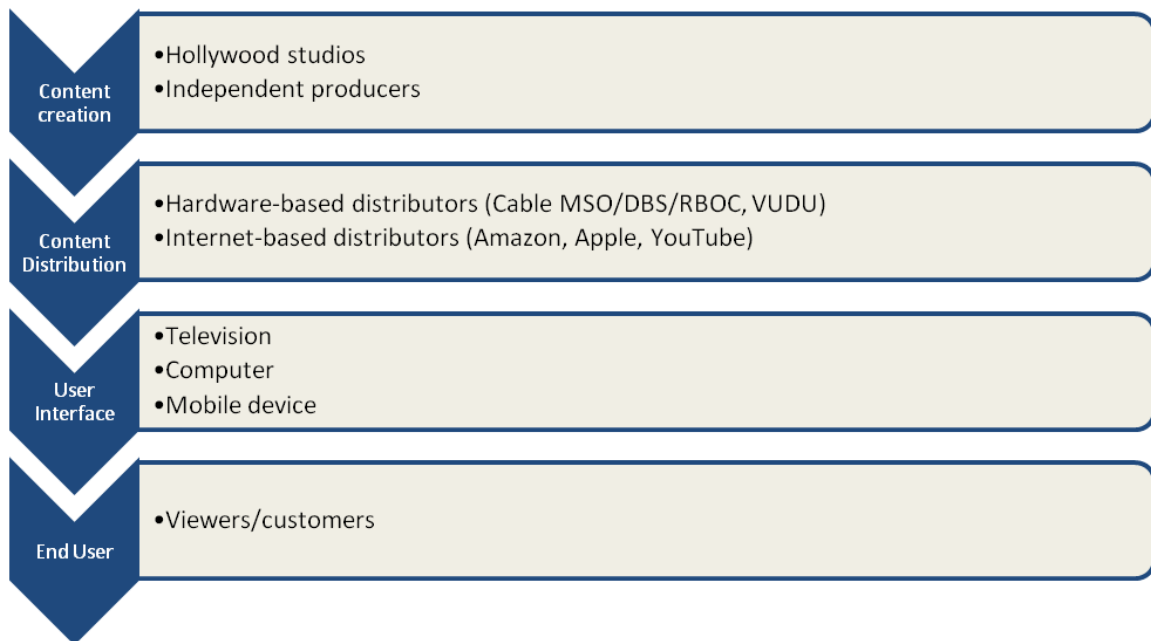 Content
creation
•Hollywood studios
•Independent producers
Content
Distribution
•Hardware-based distributors (Cable MSO/DBS/RBOC, VUDU)
•Internet-based distributors (Amazon, Apple, YouTube)
User
Interface
•Television
•Computer
•Mobile device
End User
•Viewers/customers